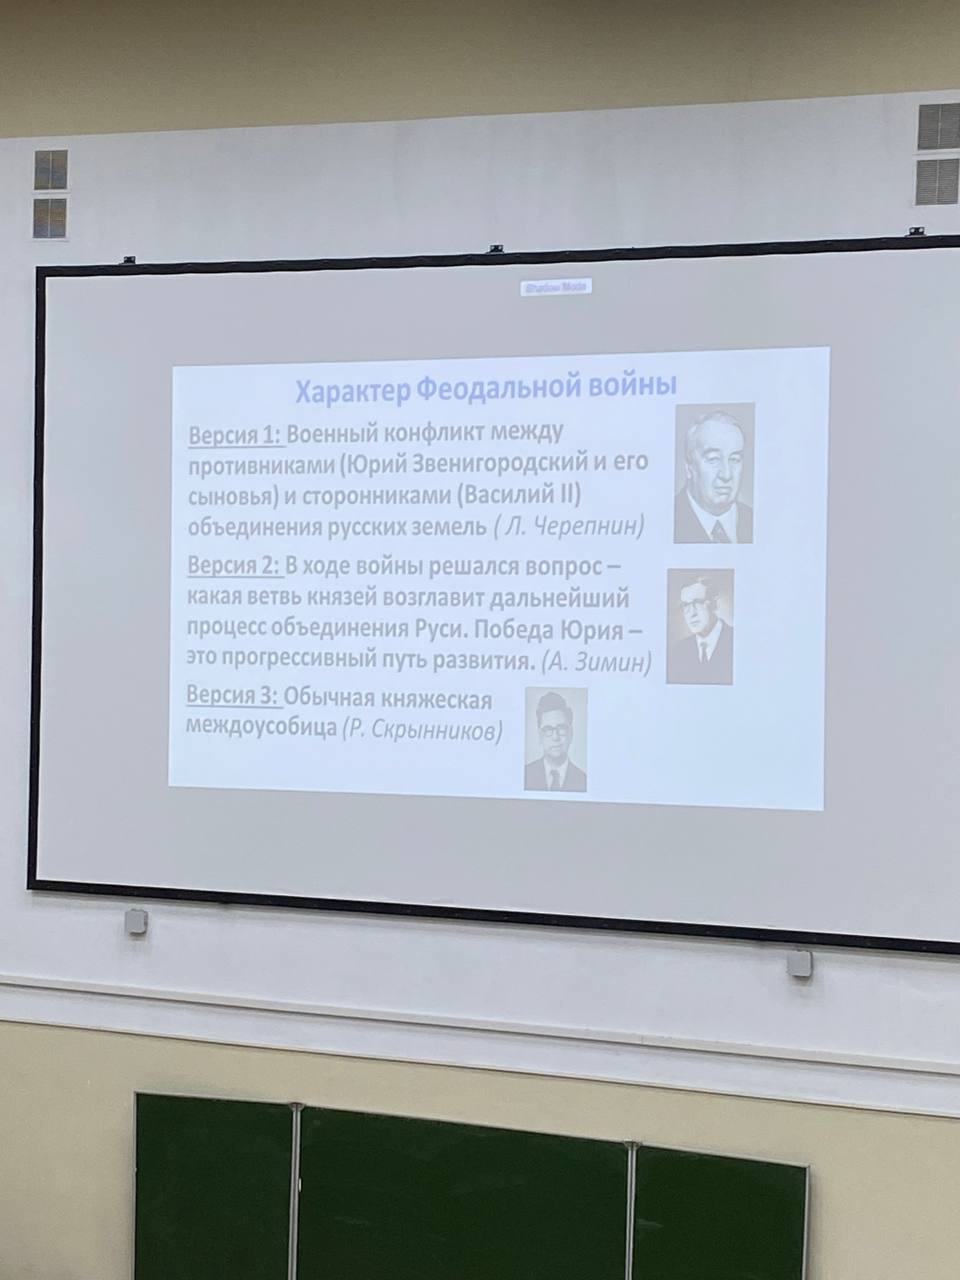 Shadow Mode
Характер Феодальной войны
Версия 1: Военный конфликт между
противниками (Юрий Звенигородский и его
сыновья) и сторонниками (Василий II)
объединения русских земель ( Л. Черепнин)
Версия 2: В ходе войны решался вопрос –
какая ветвь князей возглавит дальнейший
процесс объединения Руси. Победа Юрия –
это прогрессивный путь развития. (А. Зимин)
Версия 3: Обычная княжеская
междоусобица (Р. Скрынников)